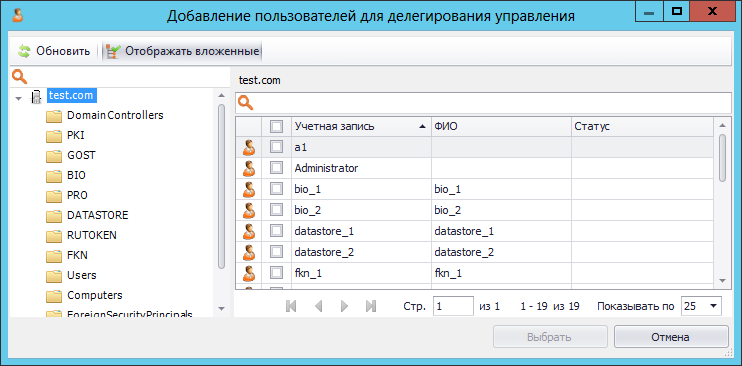 Добавление пользователей для делегирования управления
Обновить Отображать вложенные
test.com
DomainControllers
PKI
GOST
BIO
PRO
DATASTORE
RUTOKEN
FKN
Users
Computers
ForeignSecurityPrincipals
test.com
Учетная запись ФИО Статус
a1
Administrator
bio_1 bio_1
bio_2 bio_2
datastore_1 datastore_1
datastore_2 datastore_2
fkn_1 fkn_1
Стр. 1 из 1 1 - 19 из 19 Показывать по 25
Выбрать Отмена